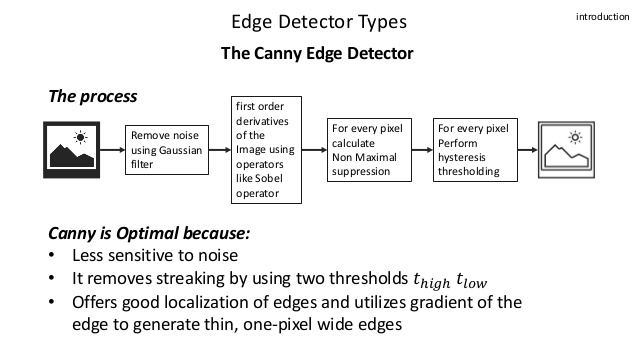 Edge Detector Types
introduction
The Canny Edge Detector
The process
Remove noise
using Gaussian
filter
first order
derivatives
of the
Image using
operators
like Sobel
operator
For every pixel
calculate
Non Maximal
suppression
For every pixel
Perform
hysteresis
thresholding
Canny is Optimal because:
• Less sensitive to noise
• It removes streaking by using two thresholds t_high t_low
• Offers good localization of edges and utilizes gradient of the
edge to generate thin, one-pixel wide edges